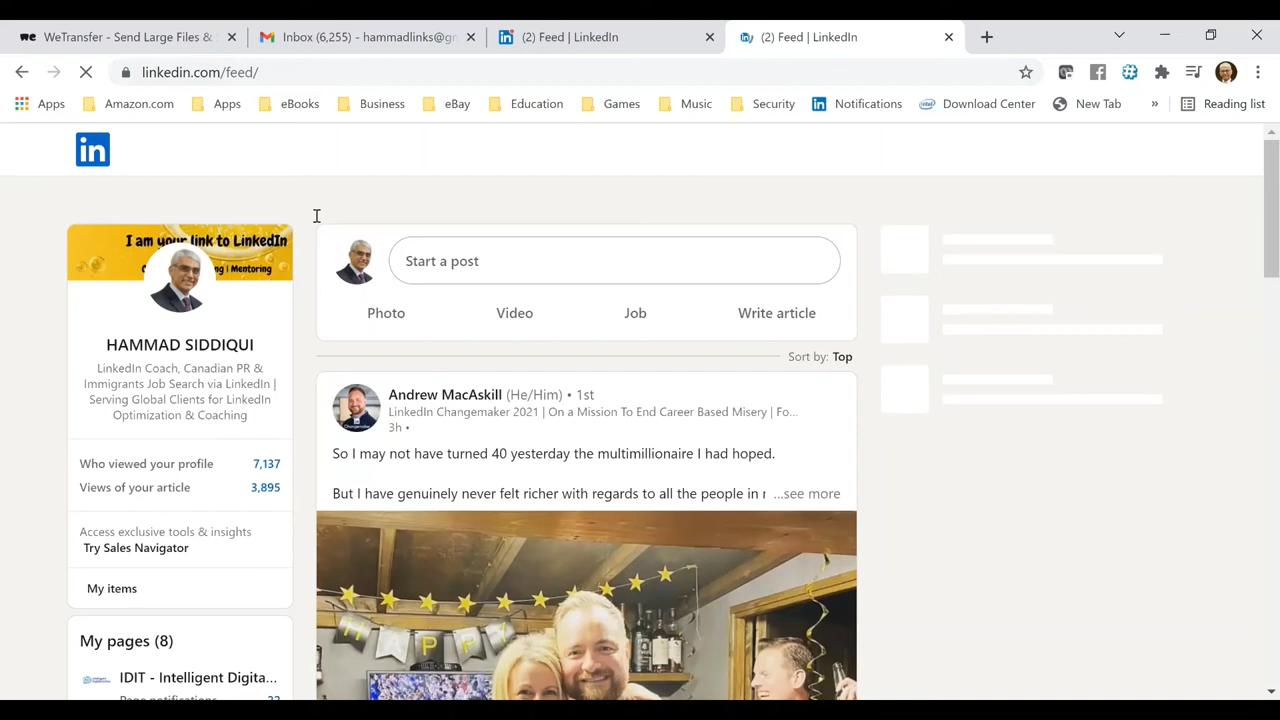 WeTransfer - Send Large Files &
Inbox (6,255) - hammadlinks@gm
(2) Feed | LinkedIn
(2) Feed | LinkedIn
linkedin.com/feed/
Apps
Amazon.com
Apps
eBooks
Business
eBay
Education
Games
Music
Security
Notifications
Download Center
New Tab
»
Reading list
in
I am your link to LinkedIn
Mentoring
HAMMAD SIDDIQUI
LinkedIn Coach, Canadian PR &
Immigrants Job Search via LinkedIn |
Serving Global Clients for LinkedIn
Optimization & Coaching
Who viewed your profile 7,137
Views of your article 3,895
Access exclusive tools & insights
Try Sales Navigator
My items
My pages (8)
IDIT - Intelligent Digita...
Page notifications 22
Start a post
Photo
Video
Job
Write article
Sort by: Top
Andrew MacAskill (He/Him) • 1st
LinkedIn Changemaker 2021 | On a Mission To End Career Based Misery | Fo...
3h •
So I may not have turned 40 yesterday the multimillionaire I had hoped.
But I have genuinely never felt richer with regards to all the people in r ...see more
HAPP